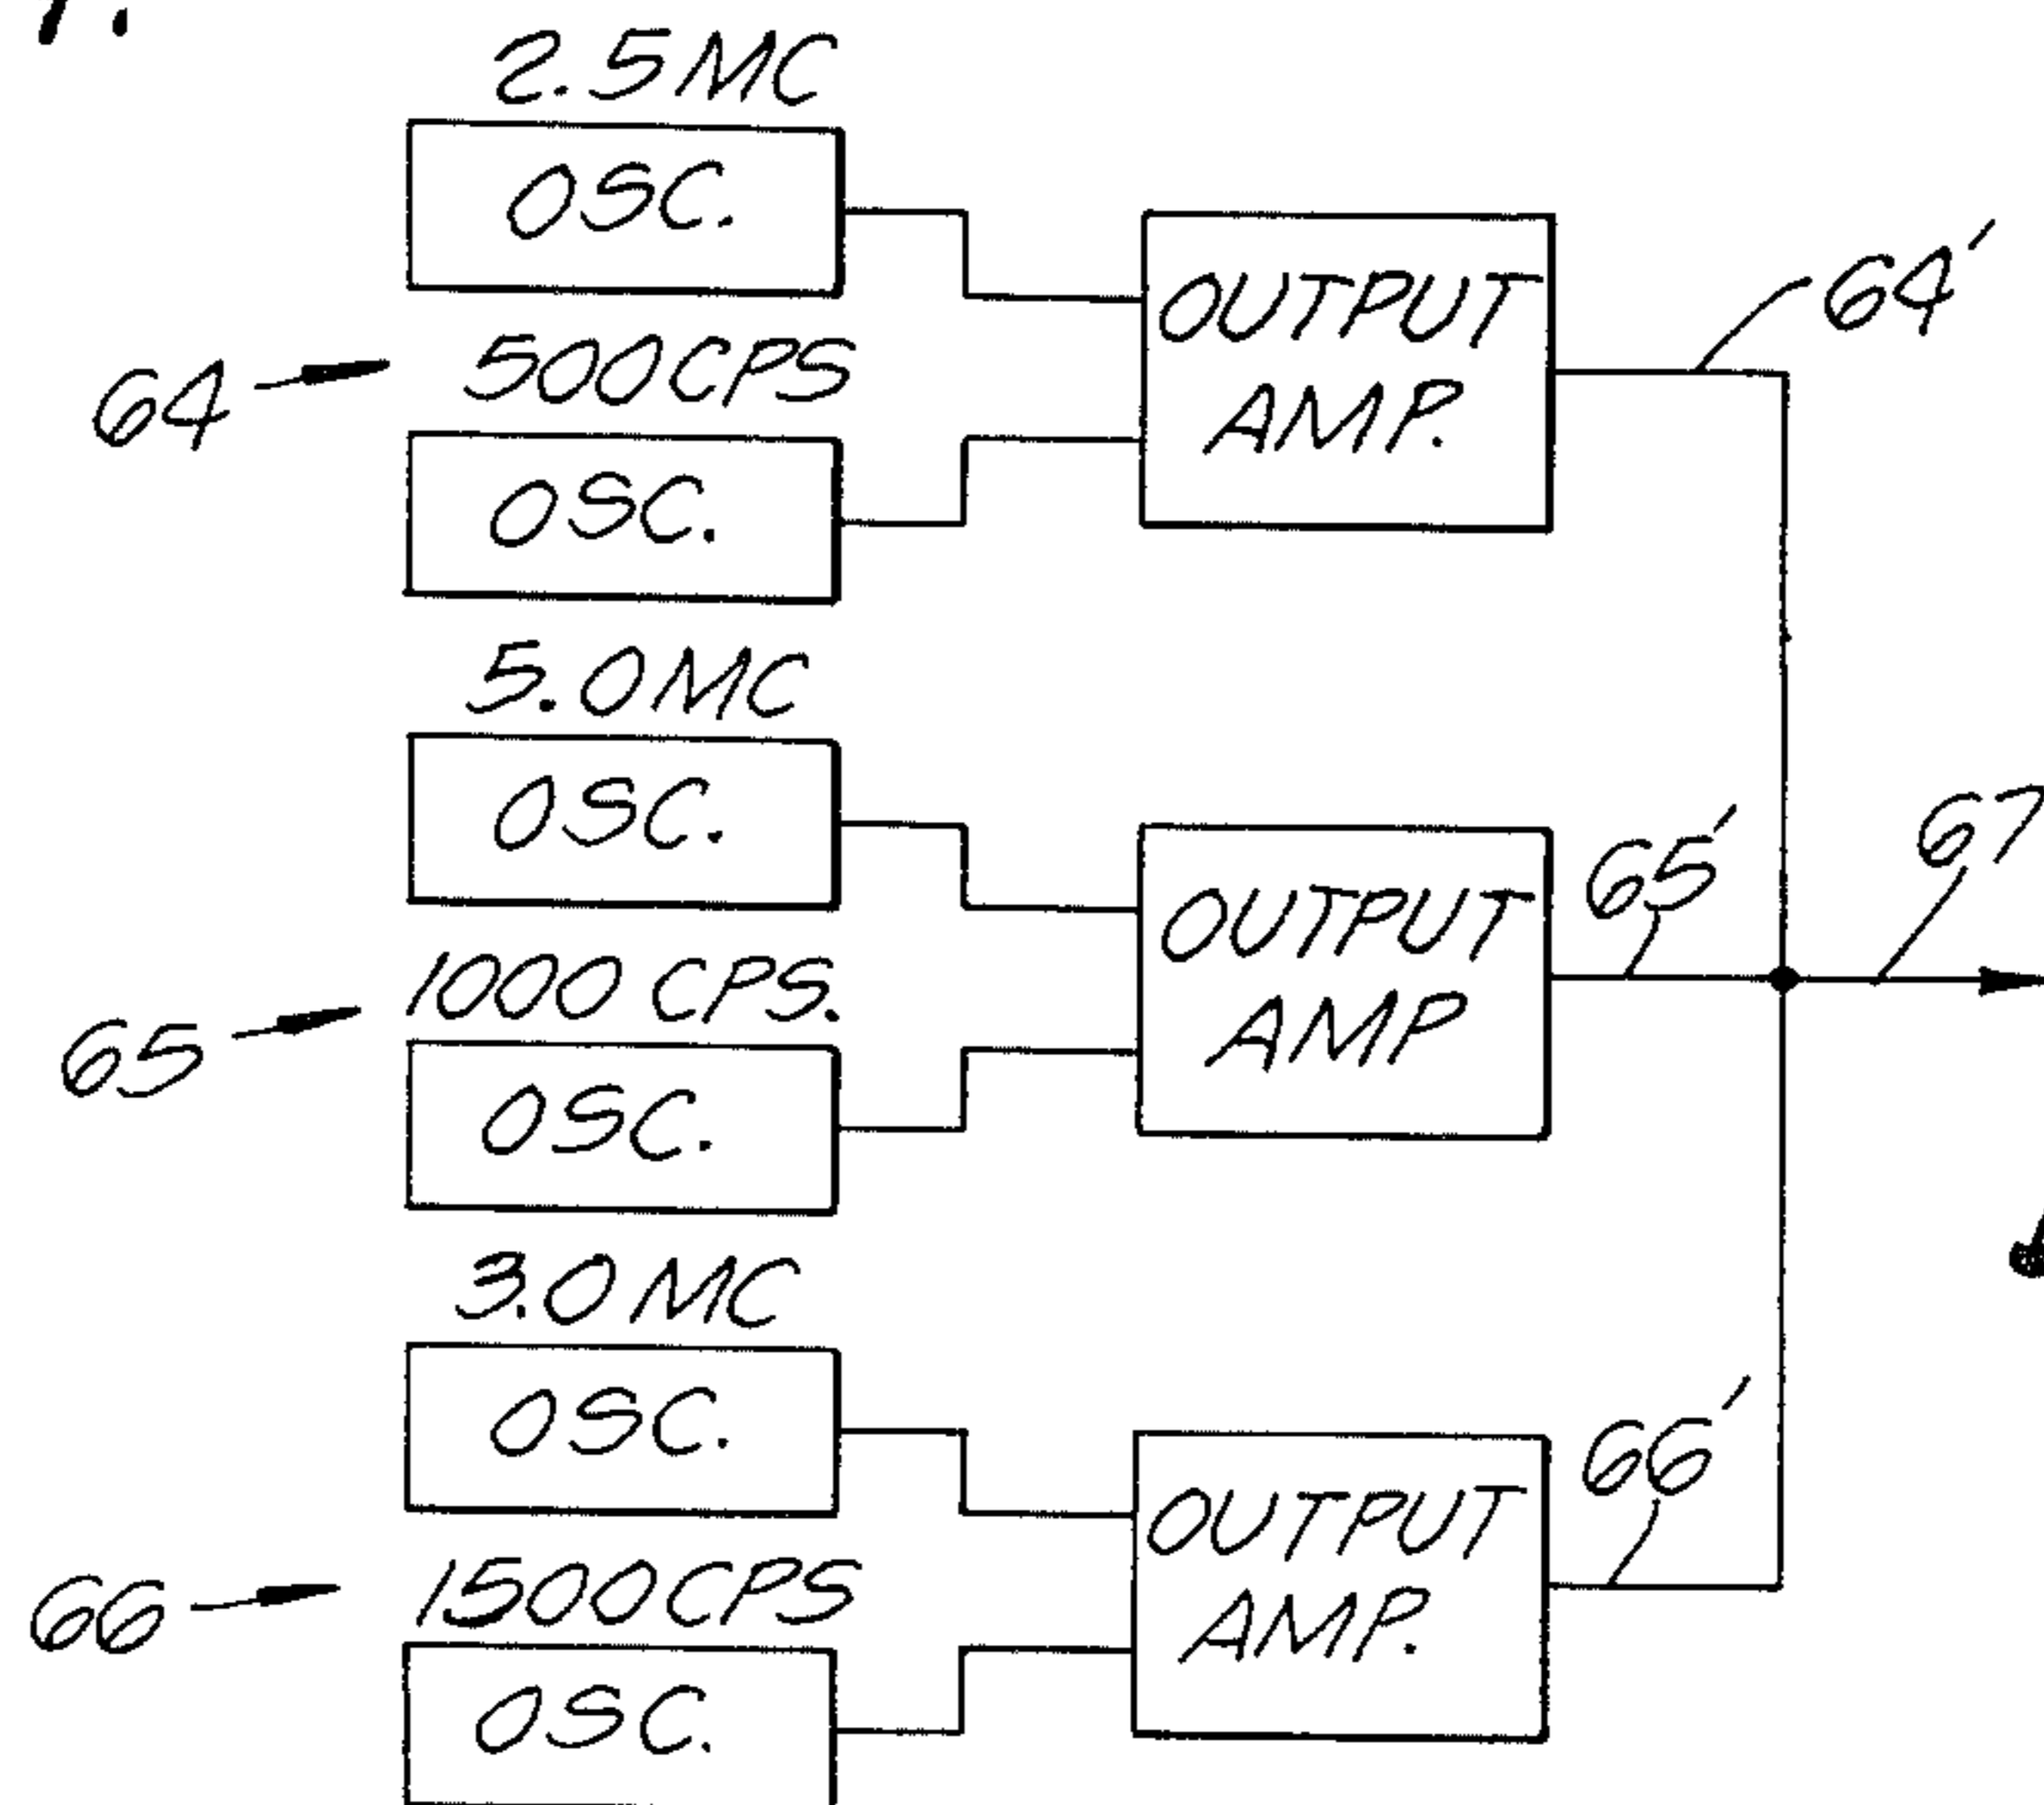 2.5 MC
OSC.
64
500 CPS
OSC.
OUTPUT
AMP.
64'
5.0 MC
OSC.
65
1000 CPS.
OSC.
OUTPUT
AMP
65'
67
3.0 MC
OSC.
66
1500 CPS
OSC.
OUTPUT
AMP.
66'